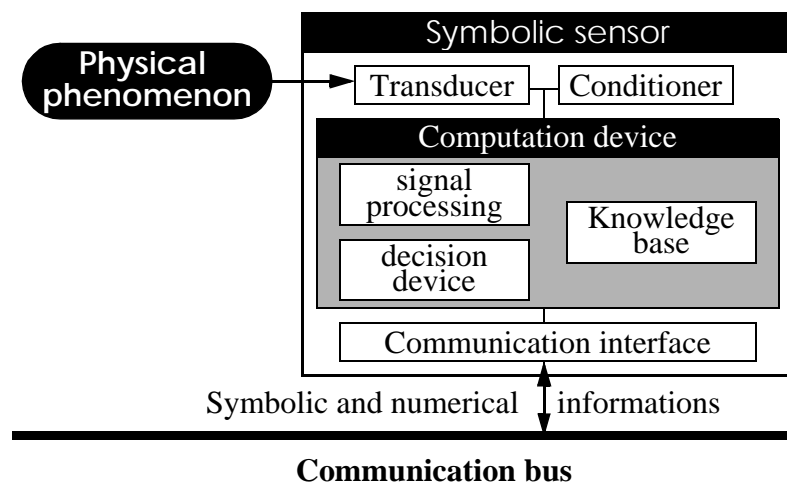 Symbolic sensor
Physical
phenomenon
Transducer
Conditioner
Computation device
signal
processing
Knowledge
base
decision
device
Communication interface
Symbolic and numerical informations
Communication bus